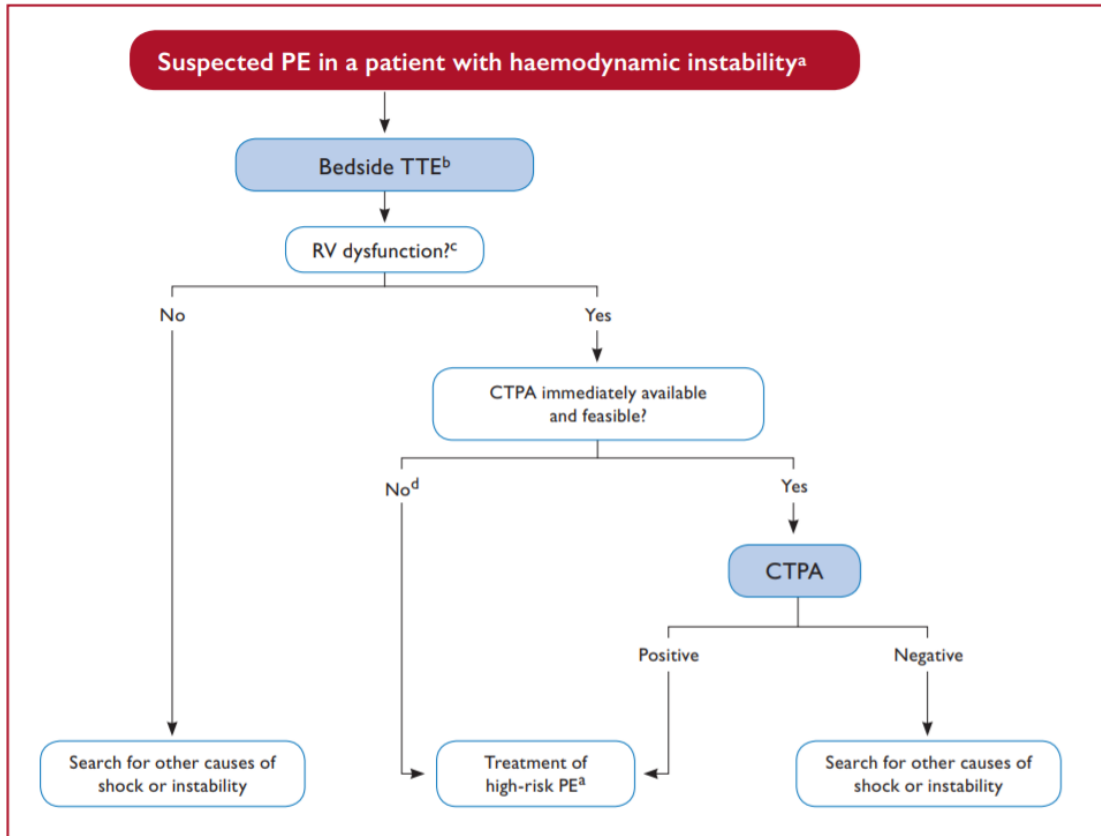 Suspected PE in a patient with haemodynamic instabilityᵃ
Bedside TTEᵇ
RV dysfunction?ᶜ
No
Yes
CTPA immediately available
and feasible?
Noᵈ
Yes
CTPA
Positive
Negative
Search for other causes of
shock or instability
Treatment of
high-risk PEᵃ
Search for other causes of
shock or instability